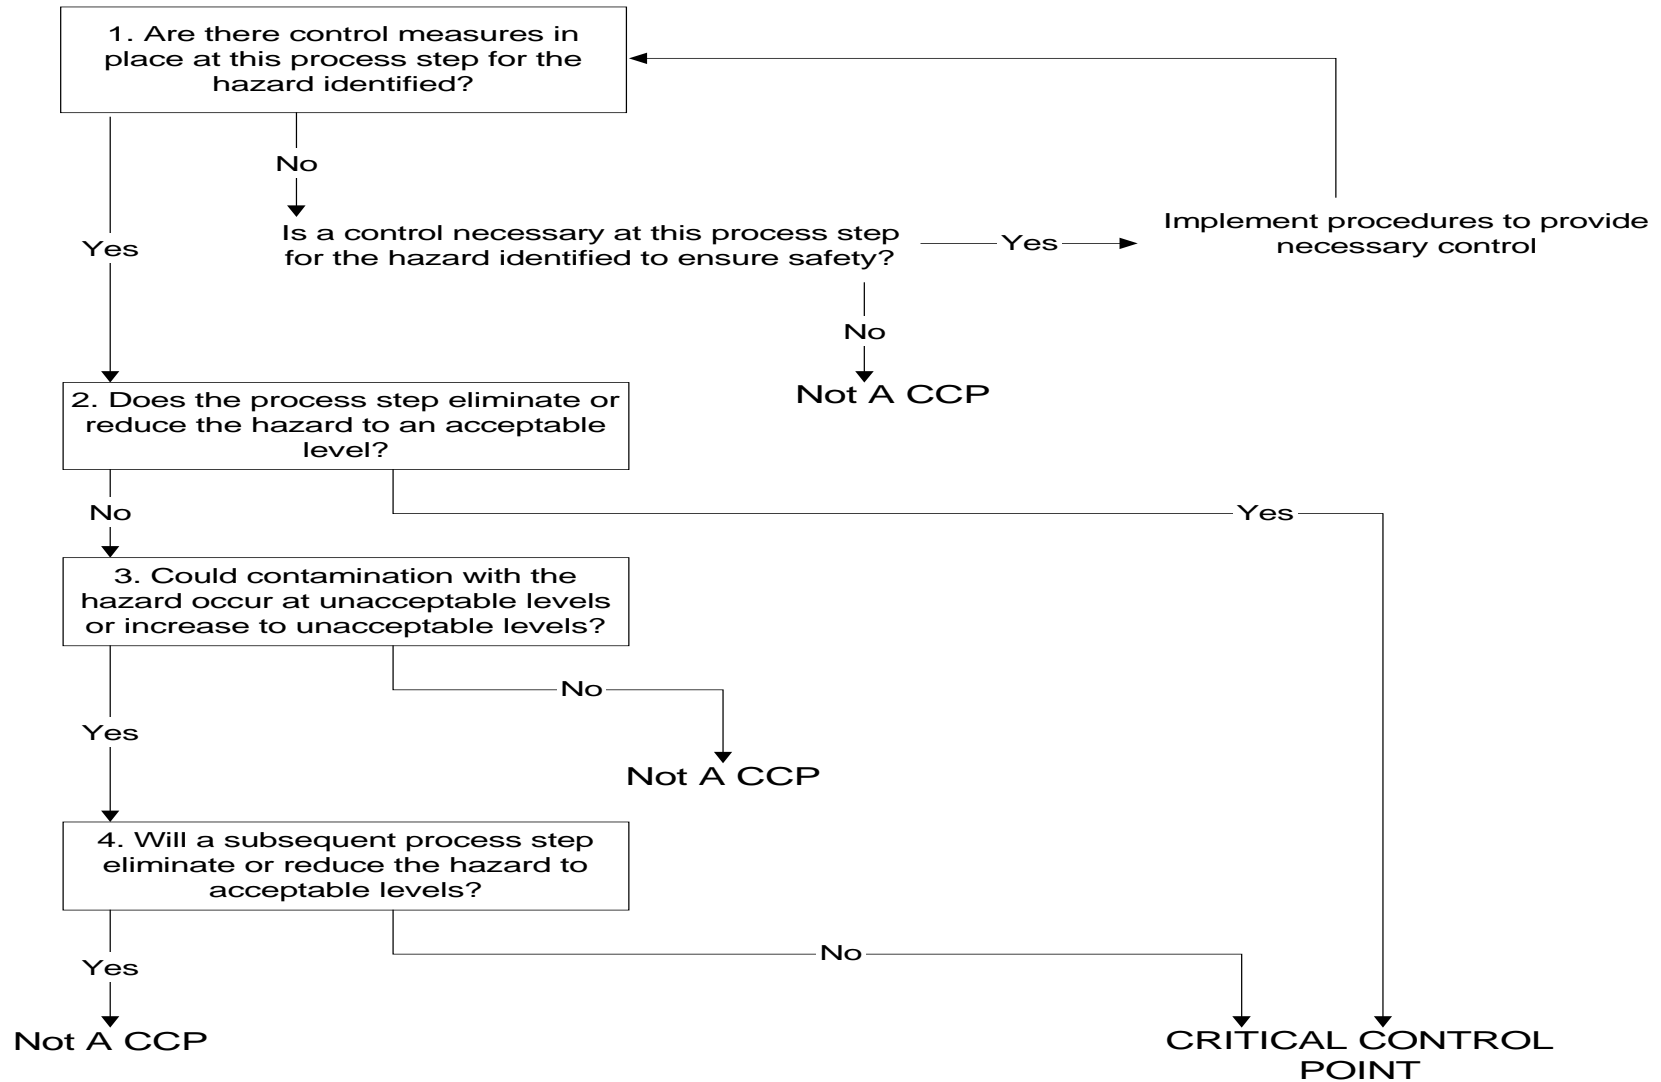 1. Are there control measures in
place at this process step for the
hazard identified?
No
Yes
Is a control necessary at this process step
for the hazard identified to ensure safety?
Yes
Implement procedures to provide
necessary control
No
Not A CCP
2. Does the process step eliminate or
reduce the hazard to an acceptable
level?
No
Yes
3. Could contamination with the
hazard occur at unacceptable levels
or increase to unacceptable levels?
No
Yes
Not A CCP
4. Will a subsequent process step
eliminate or reduce the hazard to
acceptable levels?
No
Yes
Not A CCP
CRITICAL CONTROL
POINT